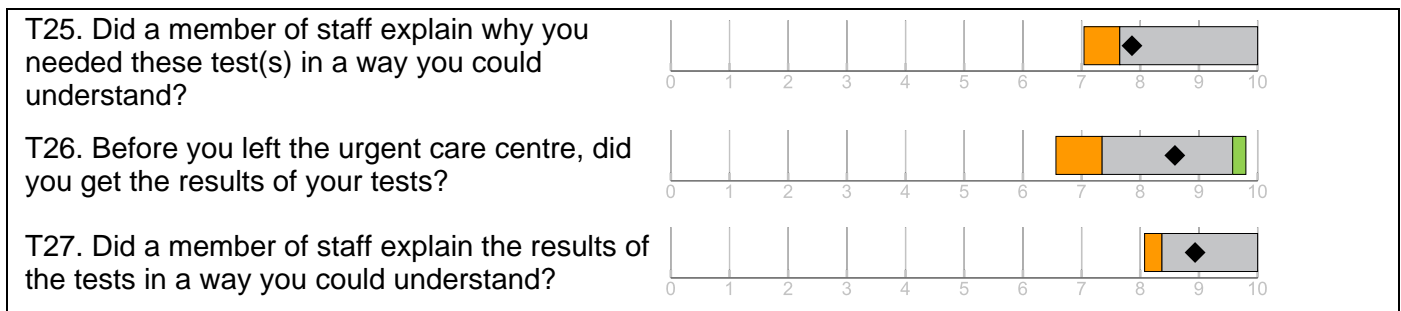 T25. Did a member of staff explain why you
needed these test(s) in a way you could
understand?
0 1 2 3 4 5 6 7 8 9 10
T26. Before you left the urgent care centre, did
you get the results of your tests?
0 1 2 3 4 5 6 7 8 9 10
T27. Did a member of staff explain the results of
the tests in a way you could understand?
0 1 2 3 4 5 6 7 8 9 10